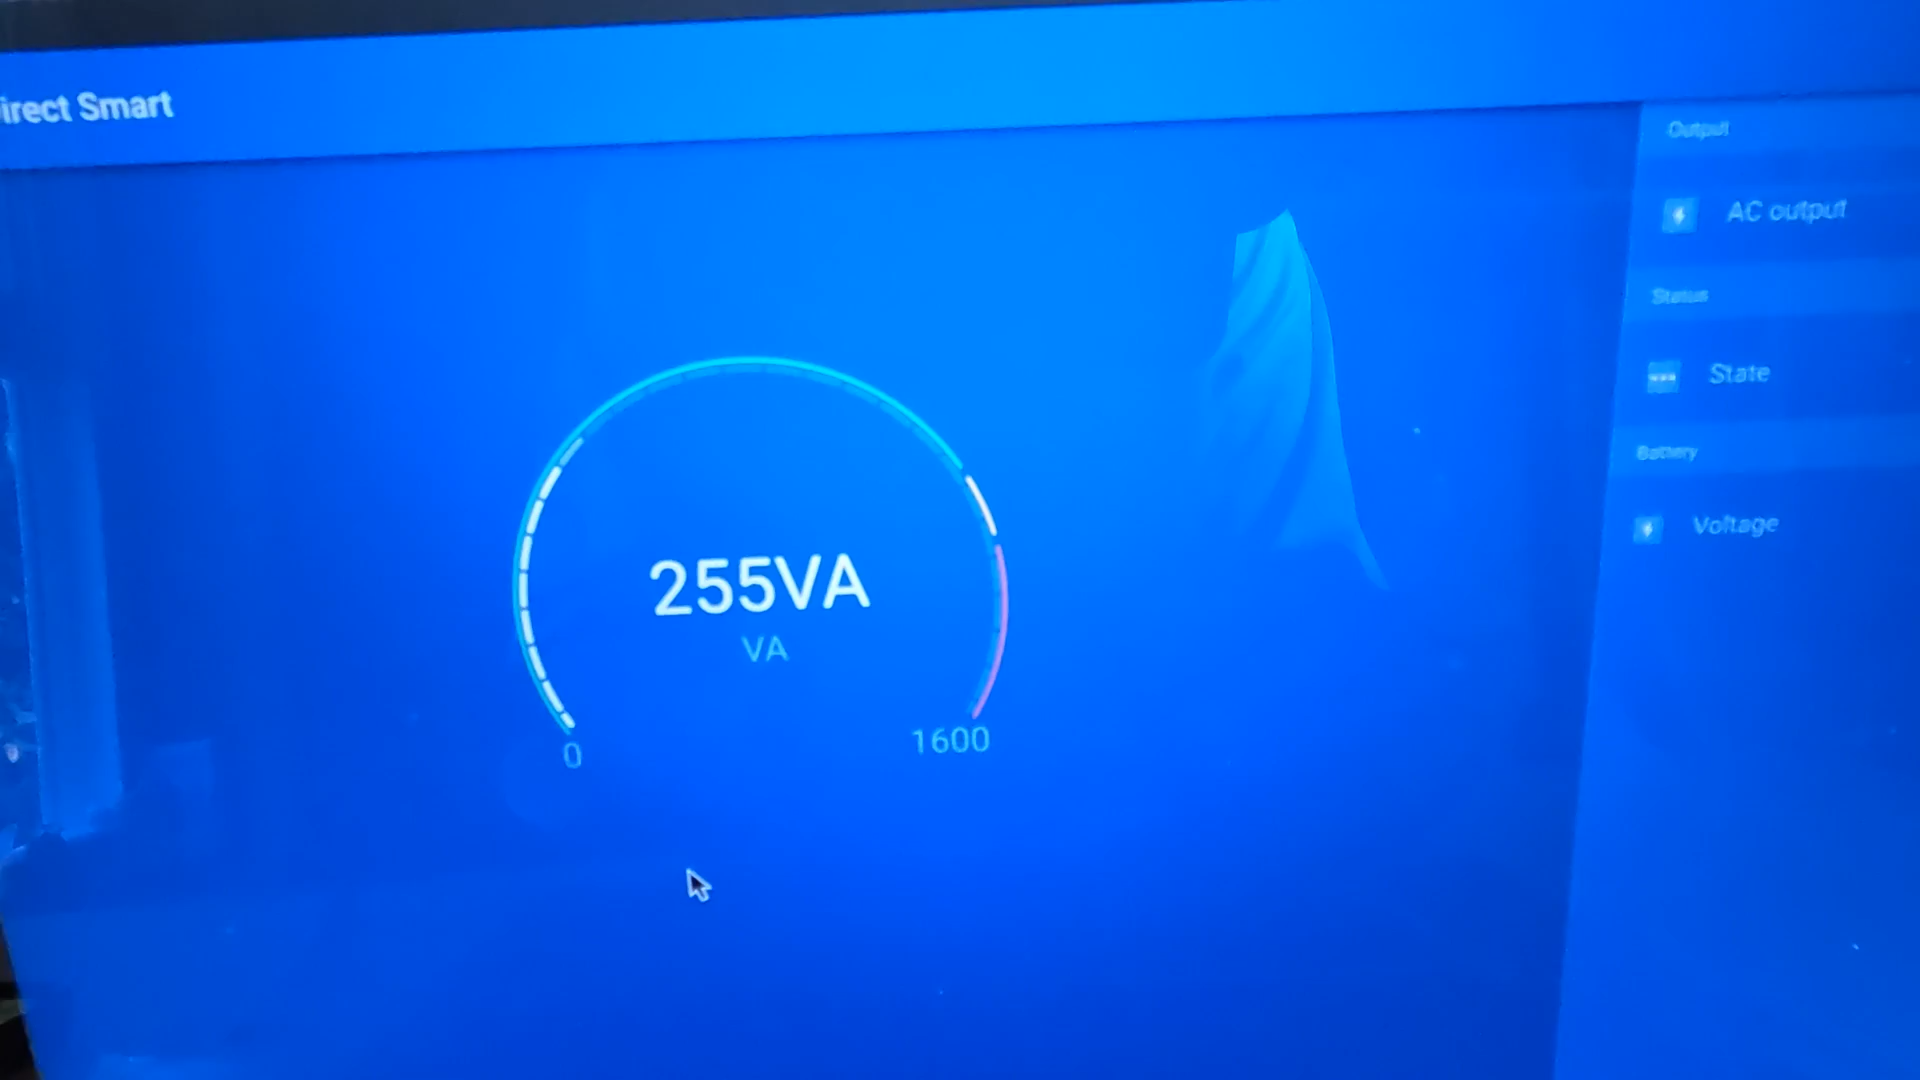 irect Smart
Output
AC output
Status
State
Battery
Voltage
255VA
VA
0
1600